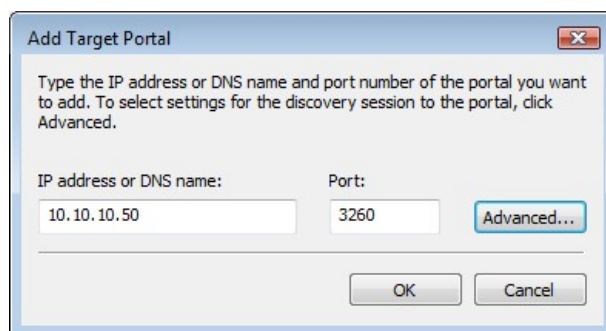 Add Target Portal
Type the IP address or DNS name and port number of the portal you want
to add. To select settings for the discovery session to the portal, click
Advanced.
IP address or DNS name: Port:
10.10.10.50 3260 Advanced...
OK Cancel